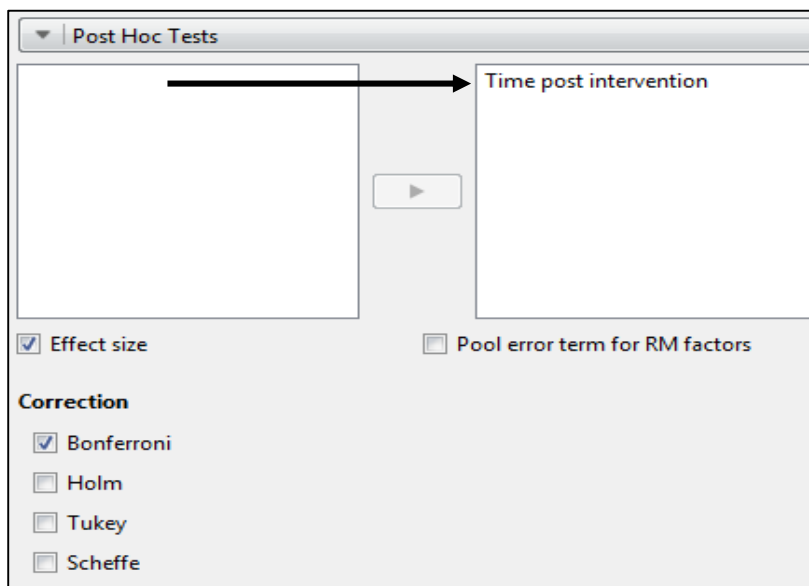 Post Hoc Tests
Time post intervention
Effect size
Pool error term for RM factors
Correction
Bonferroni
Holm
Tukey
Scheffe